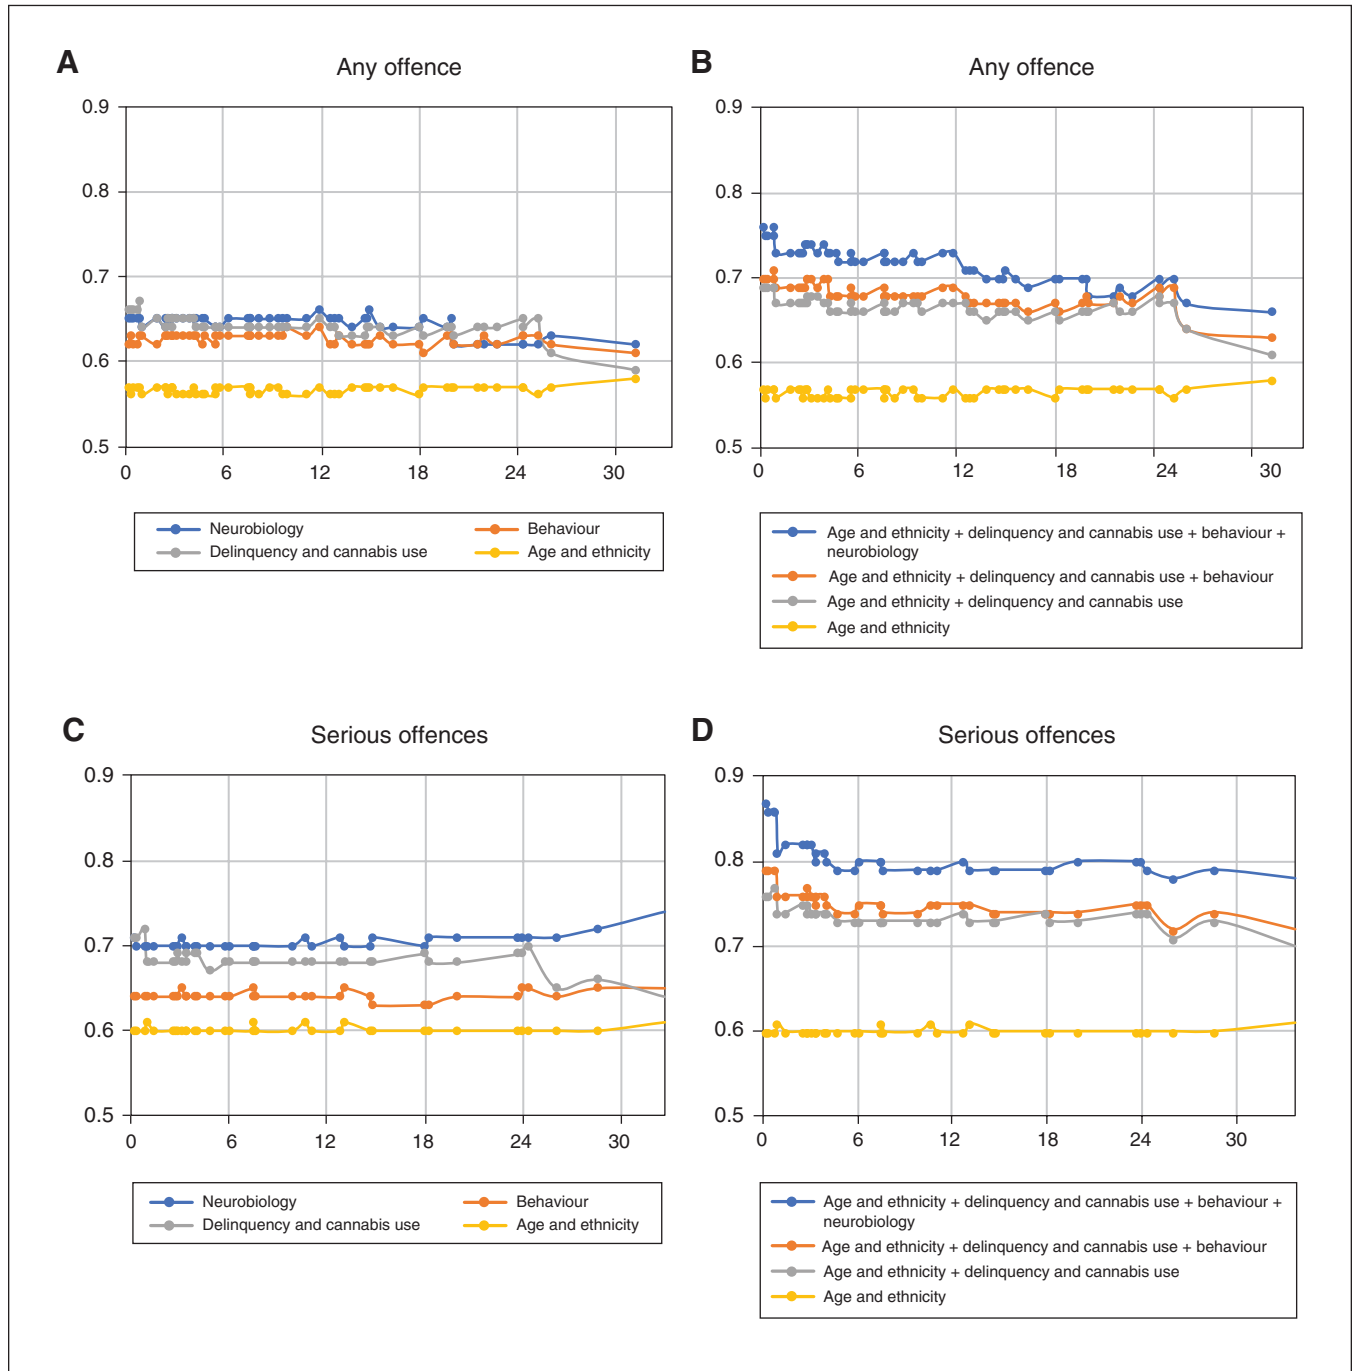 A
Any offence
0.9
0.8
0.7
0.6
0.5
0 6 12 18 24 30
Neurobiology
Behaviour
Delinquency and cannabis use
Age and ethnicity
B
Any offence
0.9
0.8
0.7
0.6
0.5
0 6 12 18 24 30
Age and ethnicity + delinquency and cannabis use + behaviour +
neurobiology
Age and ethnicity + delinquency and cannabis use + behaviour
Age and ethnicity + delinquency and cannabis use
Age and ethnicity
C
Serious offences
0.9
0.8
0.7
0.6
0.5
0 6 12 18 24 30
Neurobiology
Behaviour
Delinquency and cannabis use
Age and ethnicity
D
Serious offences
0.9
0.8
0.7
0.6
0.5
0 6 12 18 24 30
Age and ethnicity + delinquency and cannabis use + behaviour +
neurobiology
Age and ethnicity + delinquency and cannabis use + behaviour
Age and ethnicity + delinquency and cannabis use
Age and ethnicity